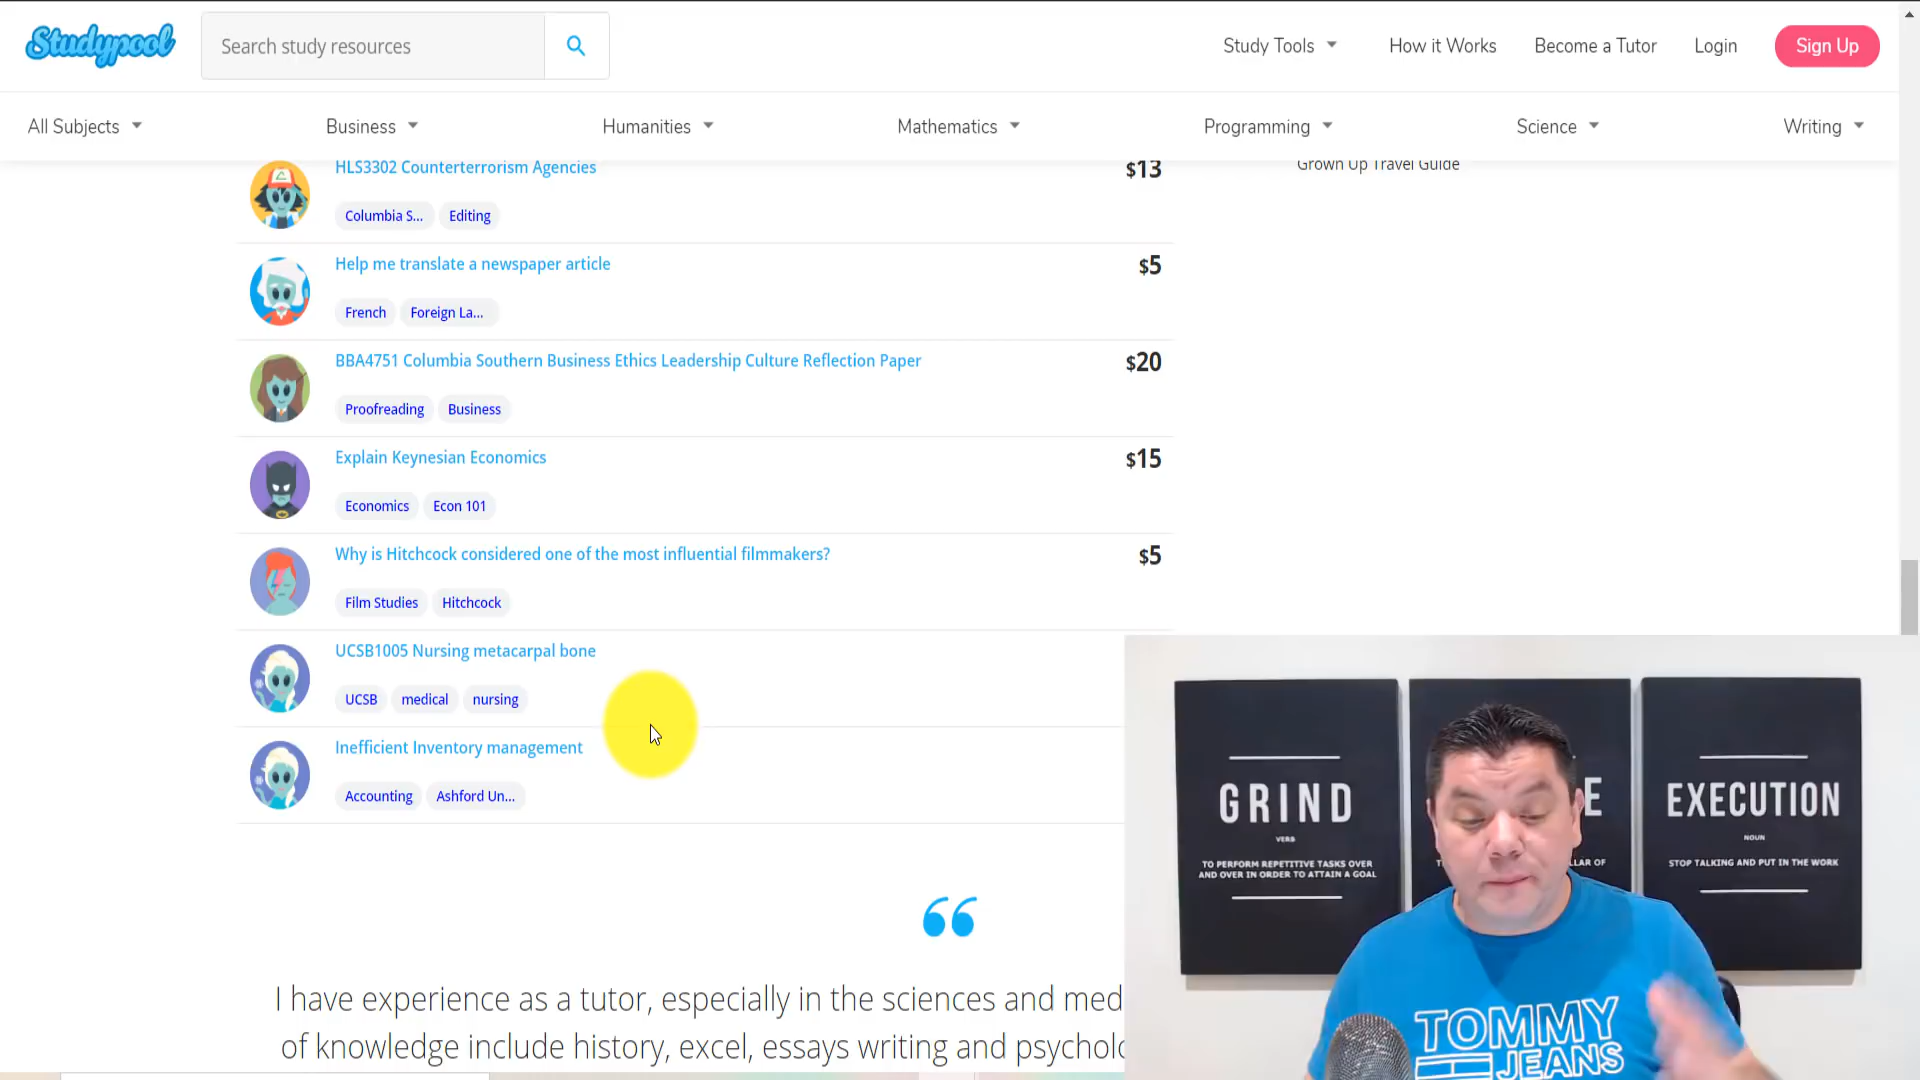 Studypool
Search study resources
Study Tools
How it Works
Become a Tutor
Login
Sign Up
All Subjects
Business
Humanities
Mathematics
Programming
Science
Writing
HLS3302 Counterterrorism Agencies
$13
Grown Up Travel Guide
Columbia S...
Editing
Help me translate a newspaper article
$5
French
Foreign La...
BBA4751 Columbia Southern Business Ethics Leadership Culture Reflection Paper
$20
Proofreading
Business
Explain Keynesian Economics
$15
Economics
Econ 101
Why is Hitchcock considered one of the most influential filmmakers?
$5
Film Studies
Hitchcock
UCSB1005 Nursing metacarpal bone
UCSB
medical
nursing
Inefficient Inventory management
Accounting
Ashford Un...
“
I have experience as a tutor, especially in the sciences and med
of knowledge include history, excel, essays writing and psychol
GRIND
VERB
TO PERFORM REPETITIVE TASKS OVER
AND OVER IN ORDER TO ATTAIN A GOAL
EXECUTION
NOUN
STOP TALKING AND PUT IN THE WORK
TOMMY
JEANS